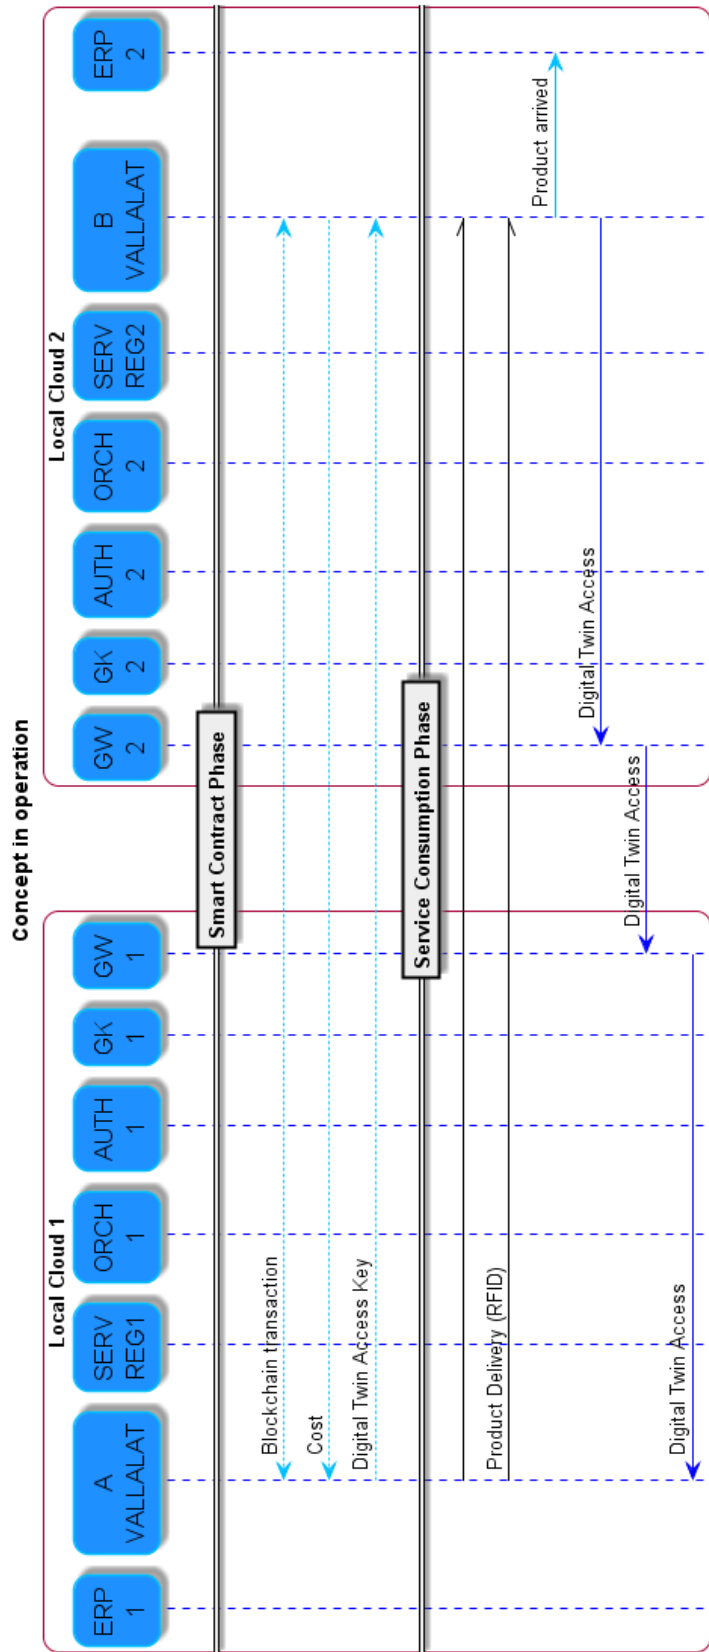 Concept in operation
Local Cloud 1
Local Cloud 2
ERP
1
A
VALLALAT
SERV
REG1
ORCH
1
AUTH
1
GK
1
GW
1
GW
2
GK
2
AUTH
2
ORCH
2
SERV
REG2
B
VALLALAT
ERP
2
Smart Contract Phase
Blockchain transaction
Cost
Digital Twin Access Key
Service Consumption Phase
Product Delivery (RFID)
Product arrived
Digital Twin Access
Digital Twin Access
Digital Twin Access